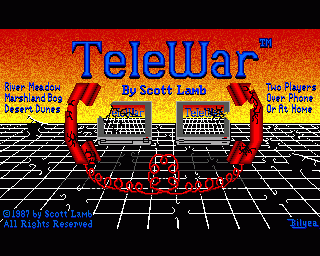 TeleWar™
By Scott Lamb
River Meadow
Marshland Bog
Desert Dunes
Two Players
Over Phone
Or At Home
©1987 by Scott Lamb
All Rights Reserved
Bilyea